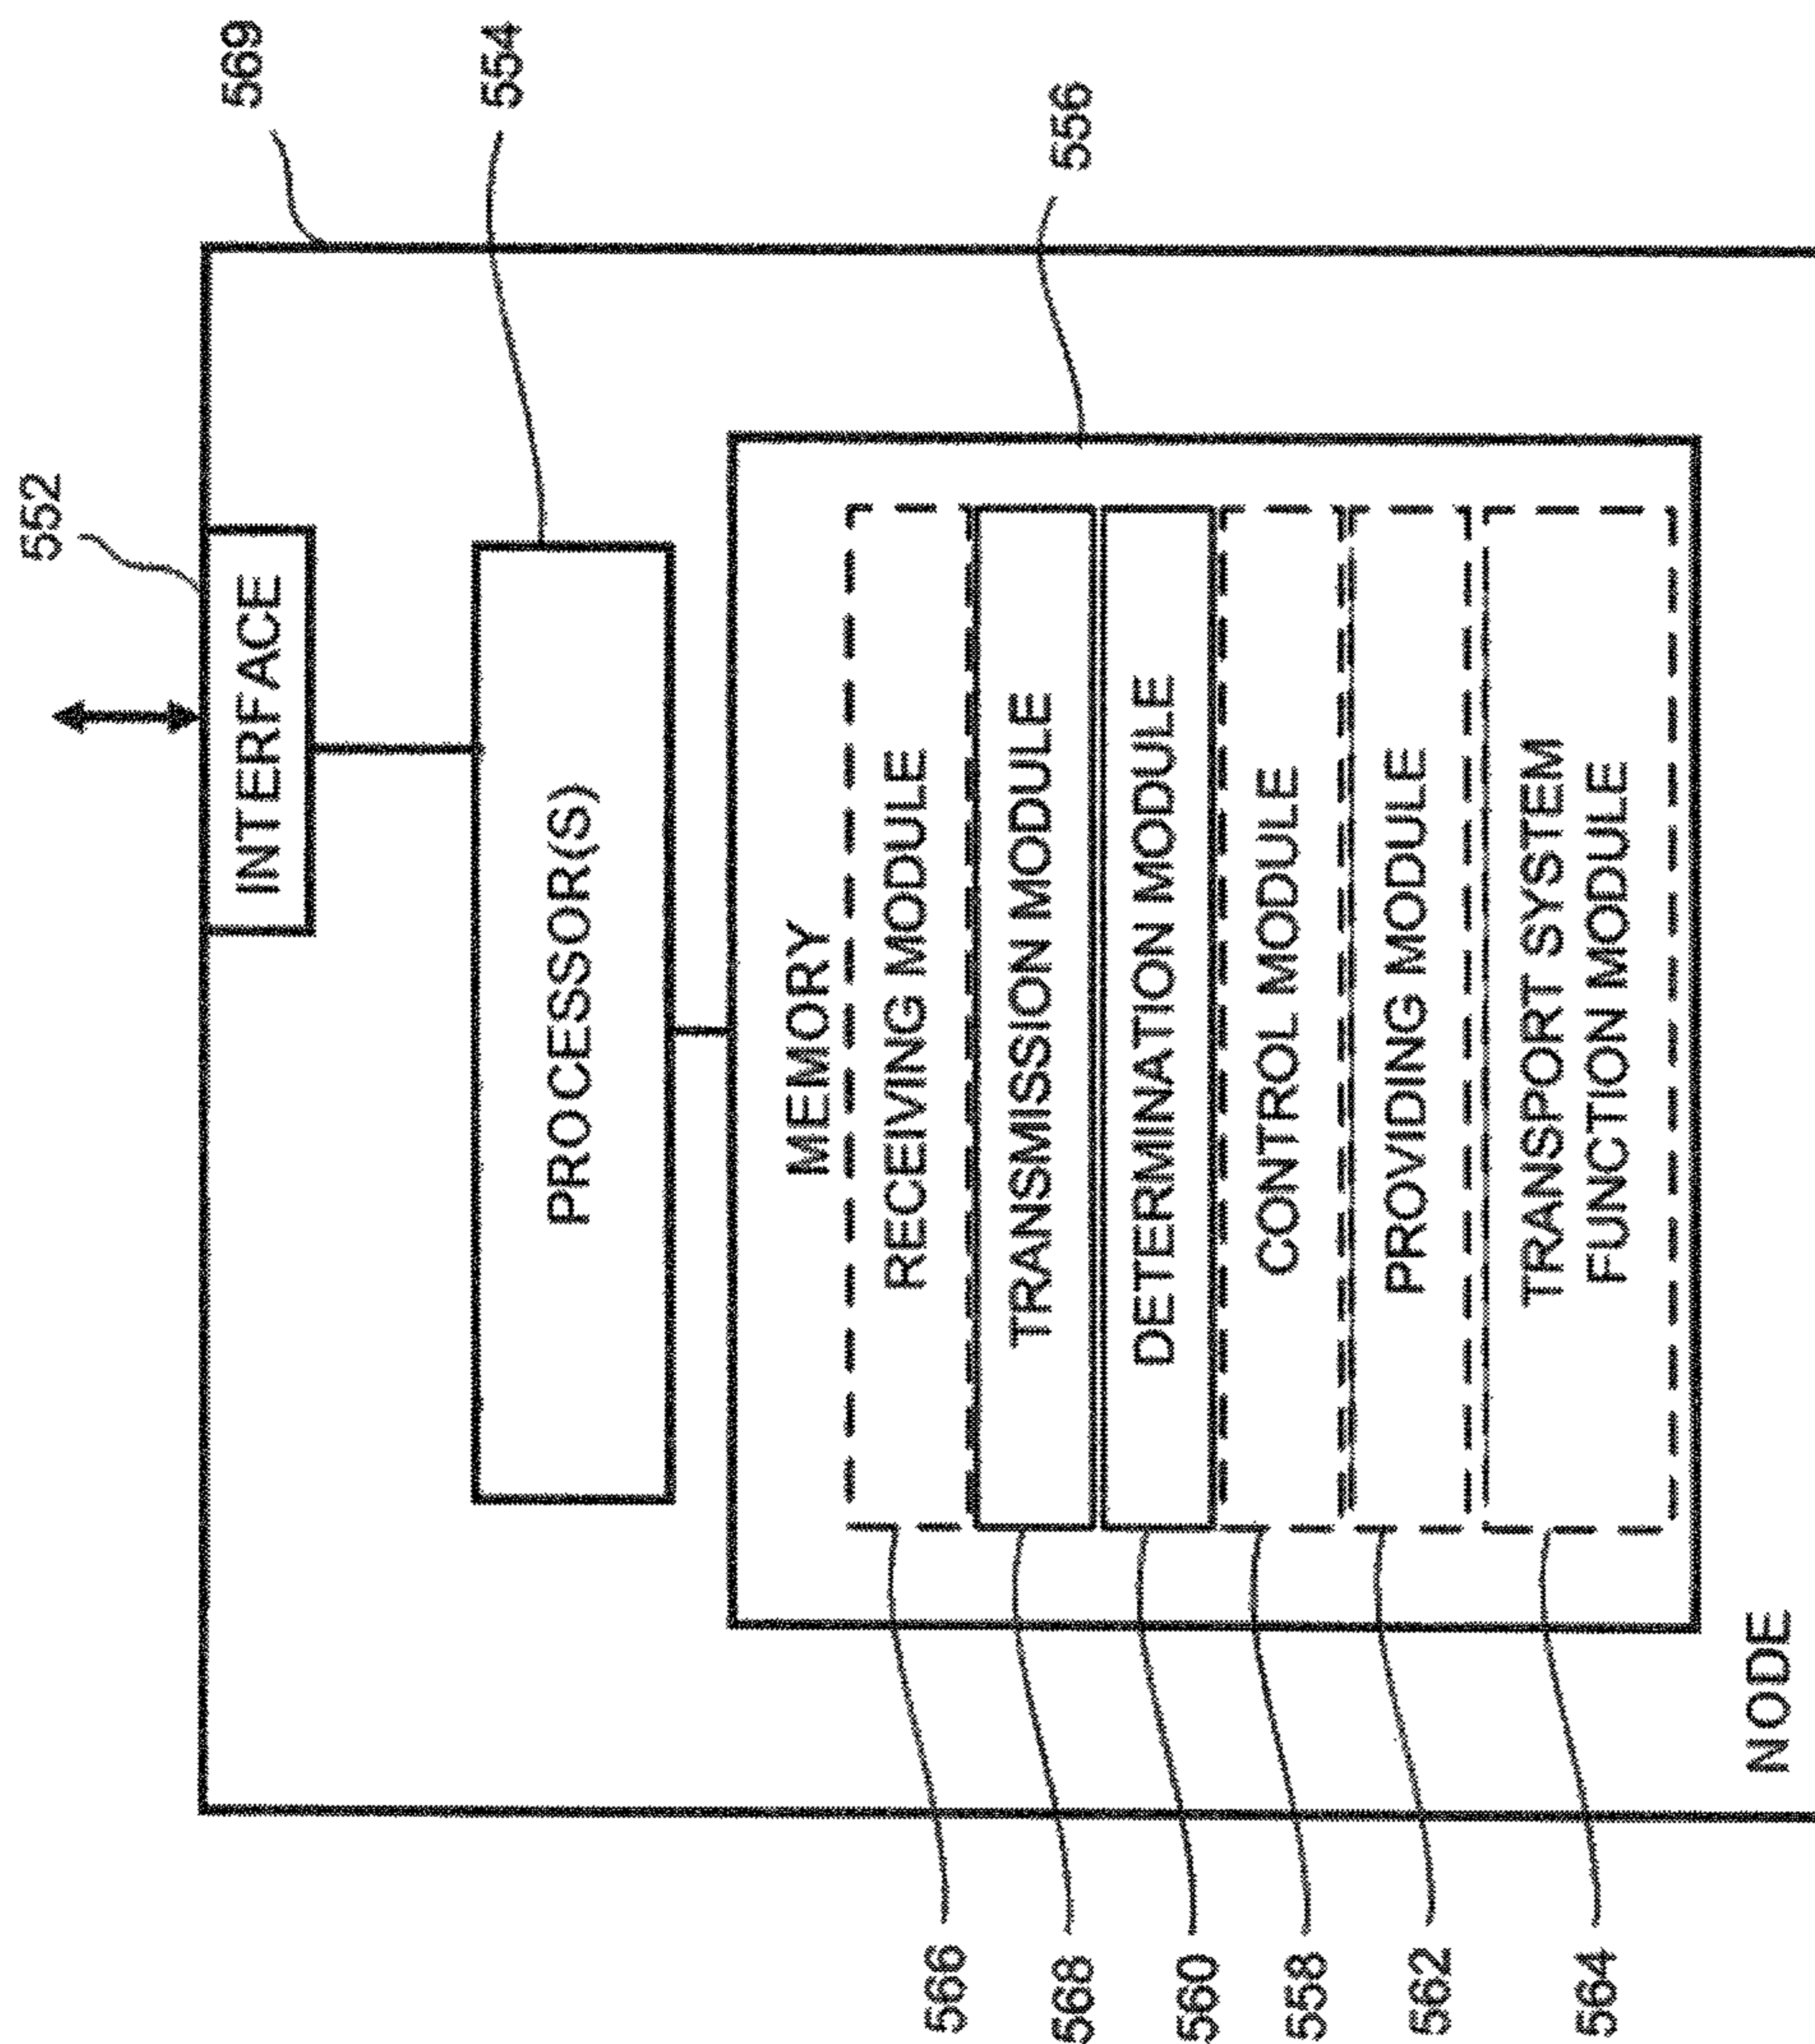 552
569
554
556
INTERFACE
PROCESSOR(S)
MEMORY
566
RECEIVING MODULE
568
TRANSMISSION MODULE
560
DETERMINATION MODULE
558
CONTROL MODULE
562
PROVIDING MODULE
564
TRANSPORT SYSTEM
FUNCTION MODULE
NODE